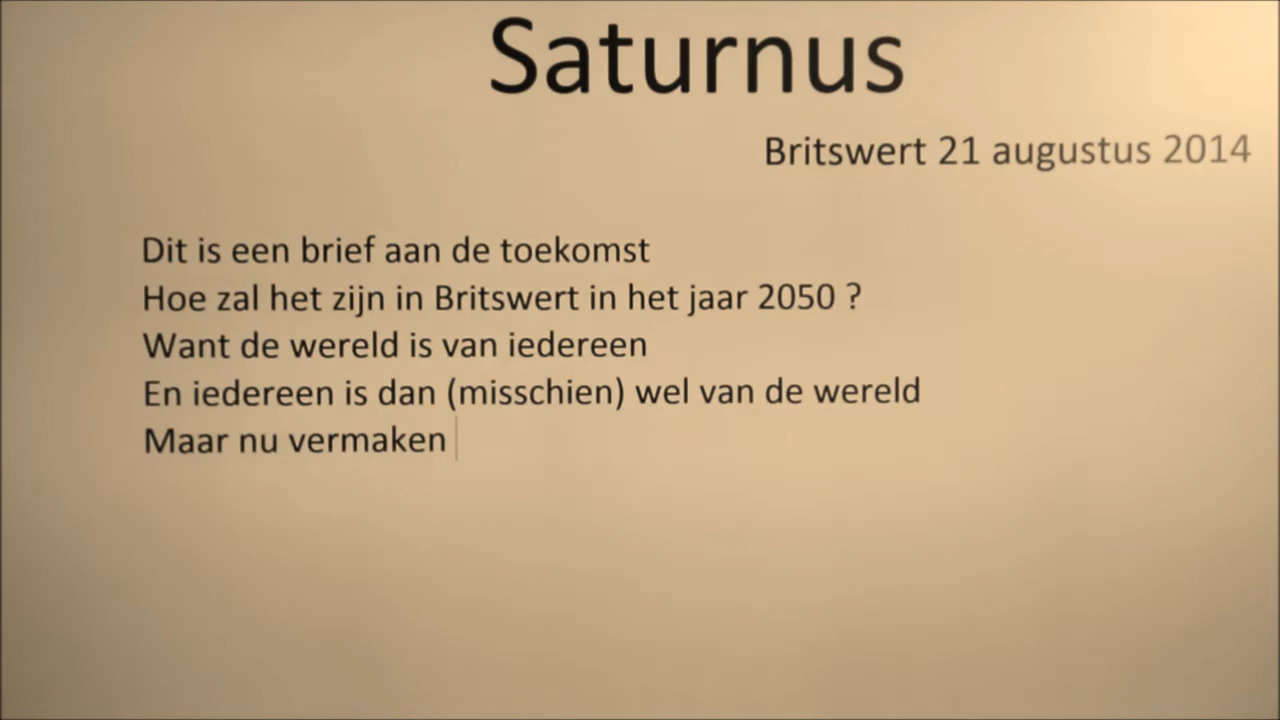 Saturnus
Britswert 21 augustus 2014
Dit is een brief aan de toekomst
Hoe zal het zijn in Britswert in het jaar 2050 ?
Want de wereld is van iedereen
En iedereen is dan (misschien) wel van de wereld
Maar nu vermaken